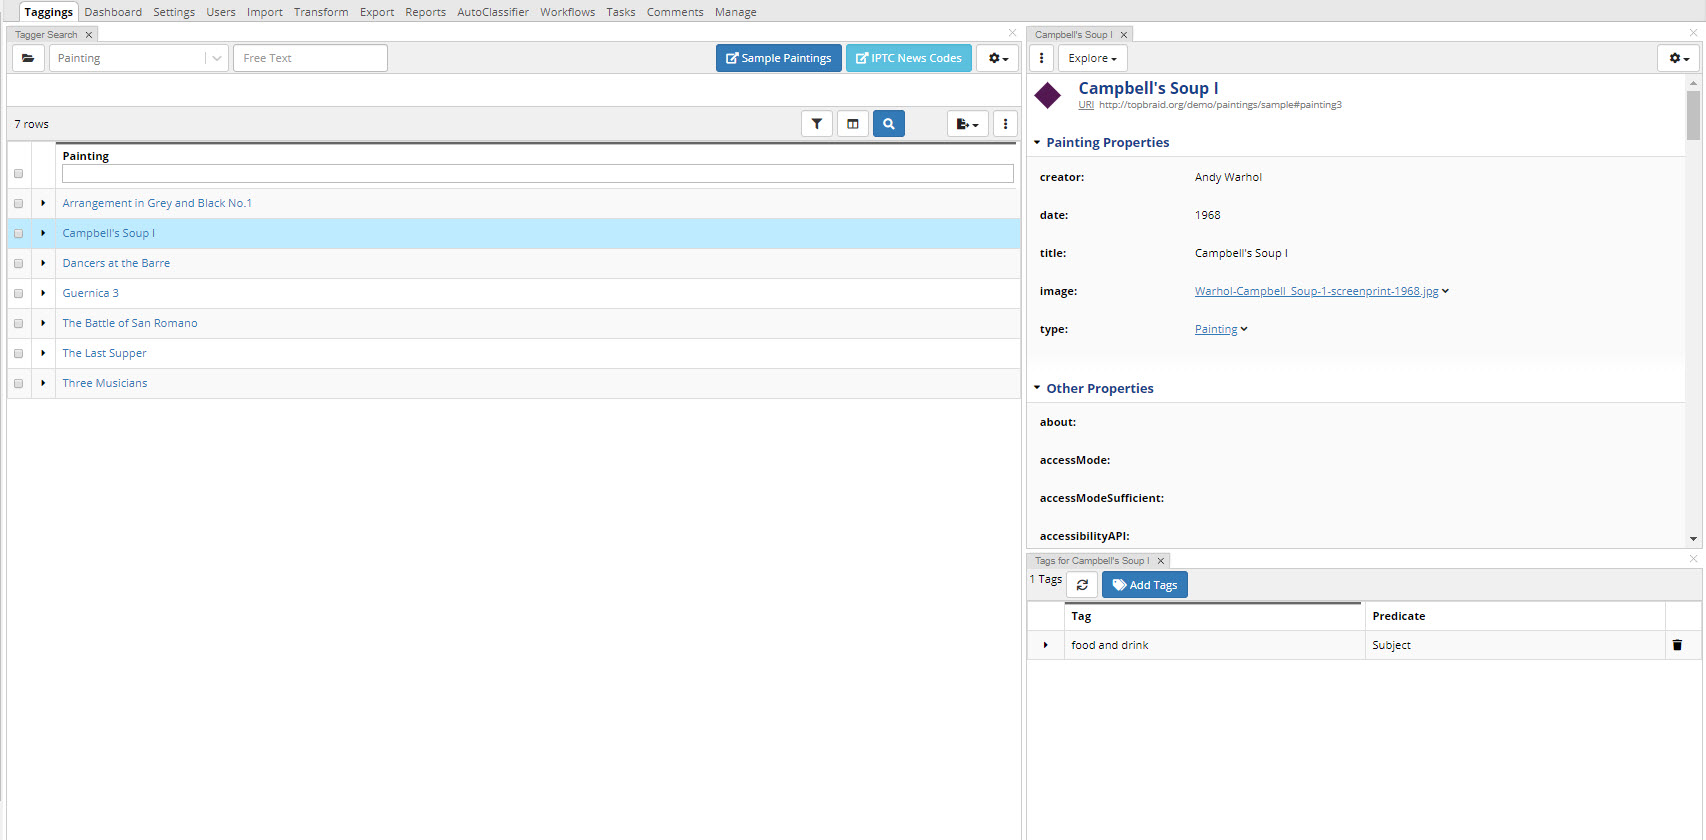 Taggings Dashboard Settings Users Import Transform Export Reports AutoClassifier Workflows Tasks Comments Manage
Tagger Search
Painting
Free Text
Sample Paintings
IPTC News Codes
7 rows
Painting
Arrangement in Grey and Black No.1
Campbell's Soup I
Dancers at the Barre
Guernica 3
The Battle of San Romano
The Last Supper
Three Musicians
Campbell's Soup I
Explore
Campbell's Soup I
URI http://topbraid.org/demo/paintings/sample#painting3
Painting Properties
creator: Andy Warhol
date: 1968
title: Campbell's Soup I
image: Warhol-Campbell_Soup-1-screenprint-1968.jpg
type: Painting
Other Properties
about:
accessMode:
accessModeSufficient:
accessibilityAPI:
Tags for Campbell's Soup I
1 Tags
Add Tags
Tag Predicate
food and drink Subject